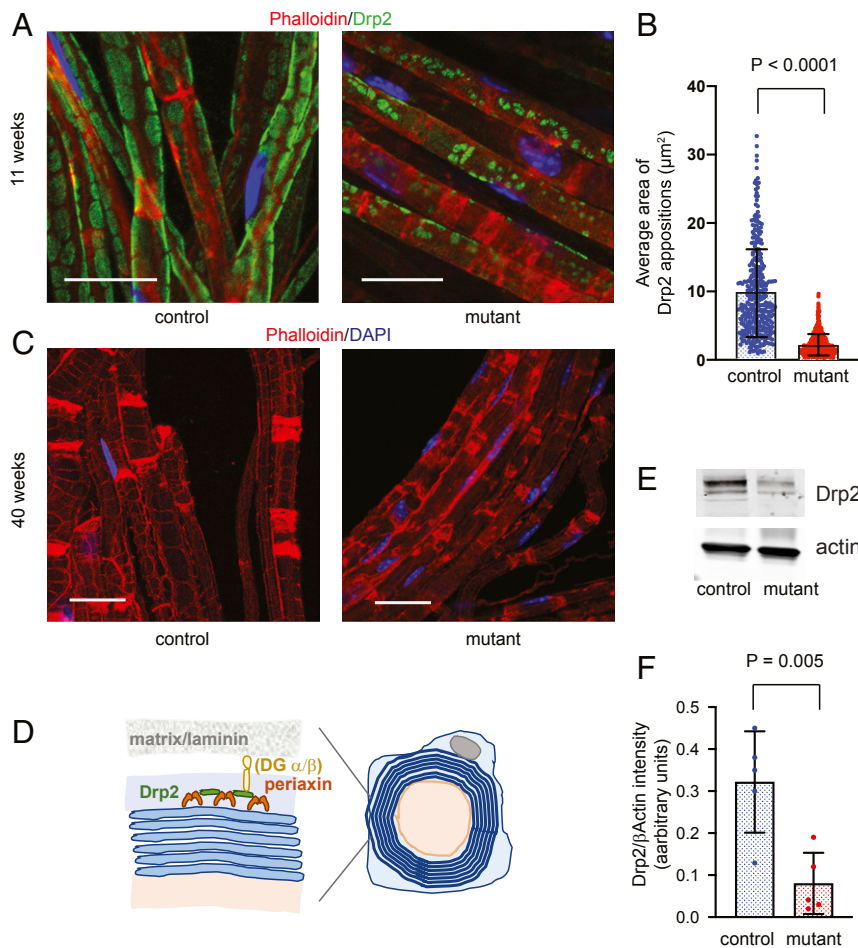 A
Phalloidin/Drp2
11 weeks
control
mutant
B
P < 0.0001
Average area of
Drp2 appositions (µm²)
40
30
20
10
0
control
mutant
C
Phalloidin/DAPI
40 weeks
control
mutant
D
matrix/laminin
(DG α/β)
Drp2
periaxin
E
Drp2
actin
control
mutant
F
P = 0.005
Drp2/βActin intensity
(aarbitrary units)
0.5
0.4
0.3
0.2
0.1
0.0
control
mutant